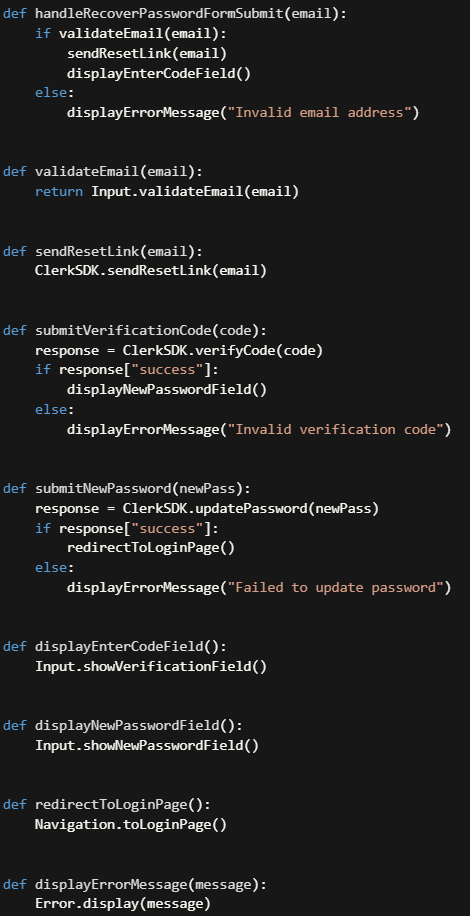 def handleRecoverPasswordFormSubmit(email):
    if validateEmail(email):
        sendResetLink(email)
        displayEnterCodeField()
    else:
        displayErrorMessage("Invalid email address")
def validateEmail(email):
    return Input.validateEmail(email)
def sendResetLink(email):
    ClerkSDK.sendResetLink(email)
def submitVerificationCode(code):
    response = ClerkSDK.verifyCode(code)
    if response["success"]:
        displayNewPasswordField()
    else:
        displayErrorMessage("Invalid verification code")
def submitNewPassword(newPass):
    response = ClerkSDK.updatePassword(newPass)
    if response["success"]:
        redirectToLoginPage()
    else:
        displayErrorMessage("Failed to update password")
def displayEnterCodeField():
    Input.showVerificationField()
def displayNewPasswordField():
    Input.showNewPasswordField()
def redirectToLoginPage():
    Navigation.toLoginPage()
def displayErrorMessage(message):
    Error.display(message)